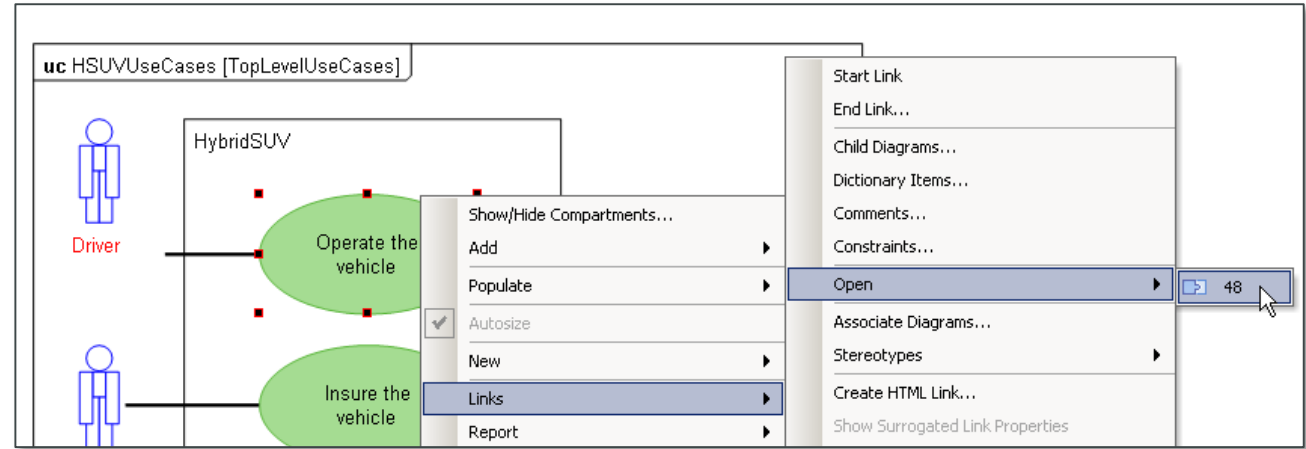 uc HSUVUseCases [TopLevelUseCases]
HybridSUV
Driver
Operate the
vehicle
Insure the
vehicle
Show/Hide Compartments...
Add
Populate
Autosize
New
Links
Report
Start Link
End Link...
Child Diagrams...
Dictionary Items...
Comments...
Constraints...
Open
Associate Diagrams...
Stereotypes
Create HTML Link...
Show Surrogated Link Properties
48